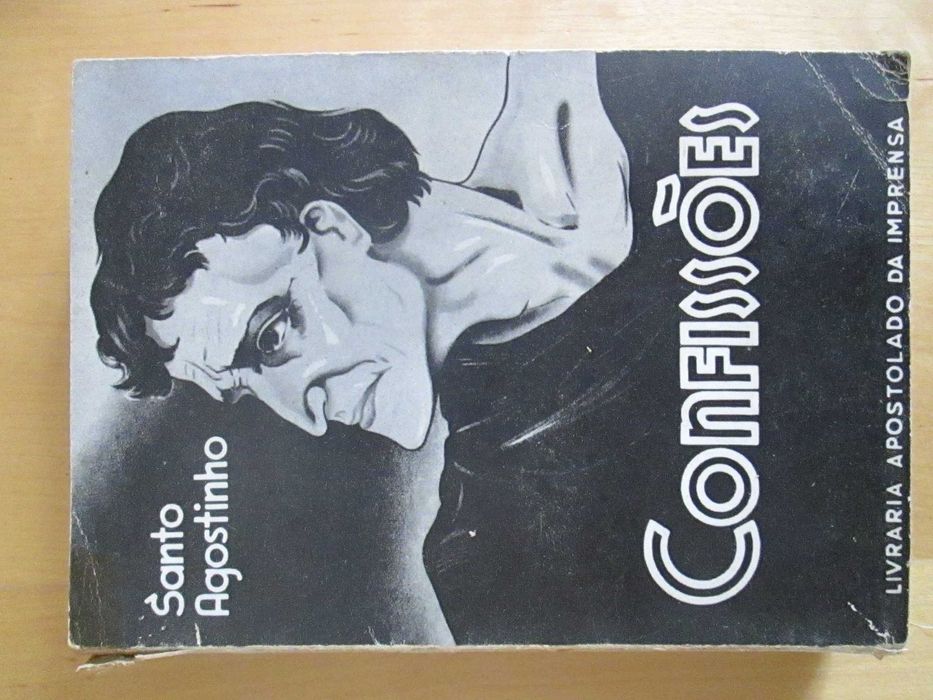 Santo
Agostinho
CONFISSÕES
LIVRARIA APOSTOLADO DA IMPRENSA